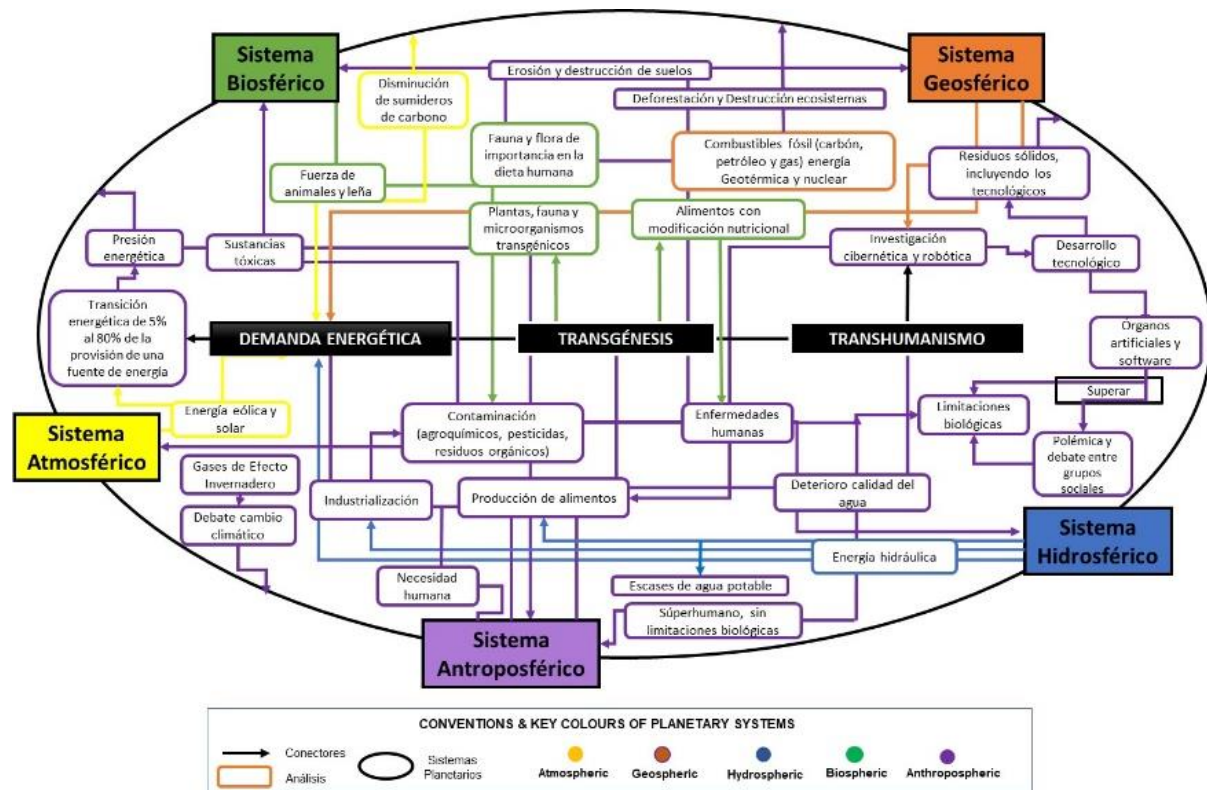 Sistema
Biosférico
Sistema
Geosférico
Erosión y destrucción de suelos
Disminución
de sumideros
de carbono
Deforestación y Destrucción ecosistemas
Fauna y flora de
importancia en la
dieta humana
Combustibles fósil (carbón,
petróleo y gas) energía
Geotérmica y nuclear
Residuos sólidos,
incluyendo los
tecnológicos
Fuerza de
animales y leña
Plantas, fauna y
microorganismos
transgénicos
Alimentos con
modificación nutricional
Presión
energética
Sustancias
tóxicas
Investigación
cibernética y robótica
Desarrollo
tecnológico
Transición
energética de 5%
al 80% de la
provisión de una
fuente de energía
DEMANDA ENERGÉTICA
TRANSGÉNESIS
TRANSHUMANISMO
Órganos
artificiales y
software
Superar
Energía eólica y
solar
Contaminación
(agroquímicos, pesticidas,
residuos orgánicos)
Enfermedades
humanas
Limitaciones
biológicas
Sistema
Atmosférico
Polémica y
debate entre
grupos
sociales
Gases de Efecto
Invernadero
Industrialización
Producción de alimentos
Deterioro calidad del
agua
Debate cambio
climático
Sistema
Hidrosférico
Energía hidráulica
Necesidad
humana
Escases de agua potable
Súperhumano, sin
limitaciones biológicas
Sistema
Antroposférico
CONVENTIONS & KEY COLOURS OF PLANETARY SYSTEMS
Conectores
Análisis
Sistemas
Planetarios
Atmospheric
Geospheric
Hydrospheric
Biospheric
Anthropospheric